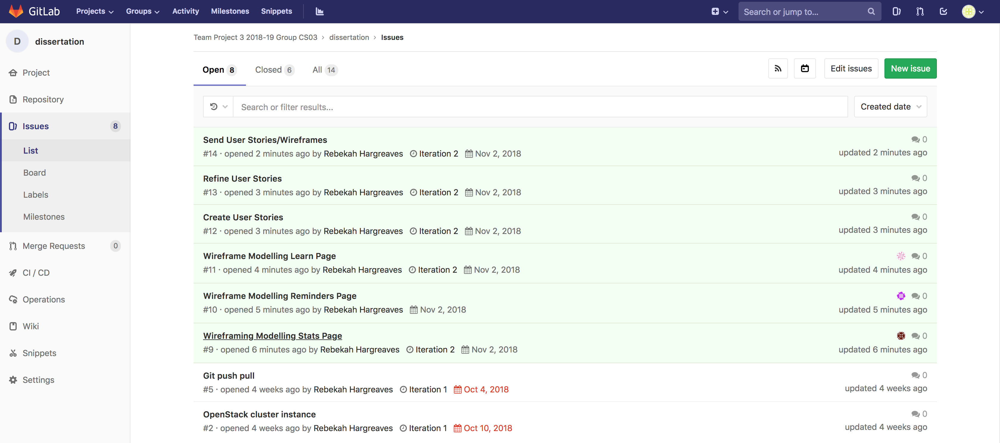 GitLab Projects Groups Activity Milestones Snippets Search or jump to...
D dissertation
Project
Repository
Issues 8
List
Board
Labels
Milestones
Merge Requests 0
CI / CD
Operations
Wiki
Snippets
Settings
Team Project 3 2018-19 Group CS03 › dissertation › Issues
Open 8 Closed 6 All 14 Edit issues New issue
Search or filter results... Created date
Send User Stories/Wireframes 0
#14 · opened 2 minutes ago by Rebekah Hargreaves Iteration 2 Nov 2, 2018 updated 2 minutes ago
Refine User Stories 0
#13 · opened 3 minutes ago by Rebekah Hargreaves Iteration 2 Nov 2, 2018 updated 3 minutes ago
Create User Stories 0
#12 · opened 3 minutes ago by Rebekah Hargreaves Iteration 2 Nov 2, 2018 updated 3 minutes ago
Wireframe Modelling Learn Page 0
#11 · opened 4 minutes ago by Rebekah Hargreaves Iteration 2 Nov 2, 2018 updated 4 minutes ago
Wireframe Modelling Reminders Page 0
#10 · opened 5 minutes ago by Rebekah Hargreaves Nov 2, 2018 updated 5 minutes ago
Wireframing Modelling Stats Page 0
#9 · opened 6 minutes ago by Rebekah Hargreaves Iteration 2 Nov 2, 2018 updated 6 minutes ago
Git push pull 0
#5 · opened 4 weeks ago by Rebekah Hargreaves Iteration 1 Oct 4, 2018 updated 4 weeks ago
OpenStack cluster instance 0
#2 · opened 4 weeks ago by Rebekah Hargreaves Iteration 1 Oct 10, 2018 updated 4 weeks ago